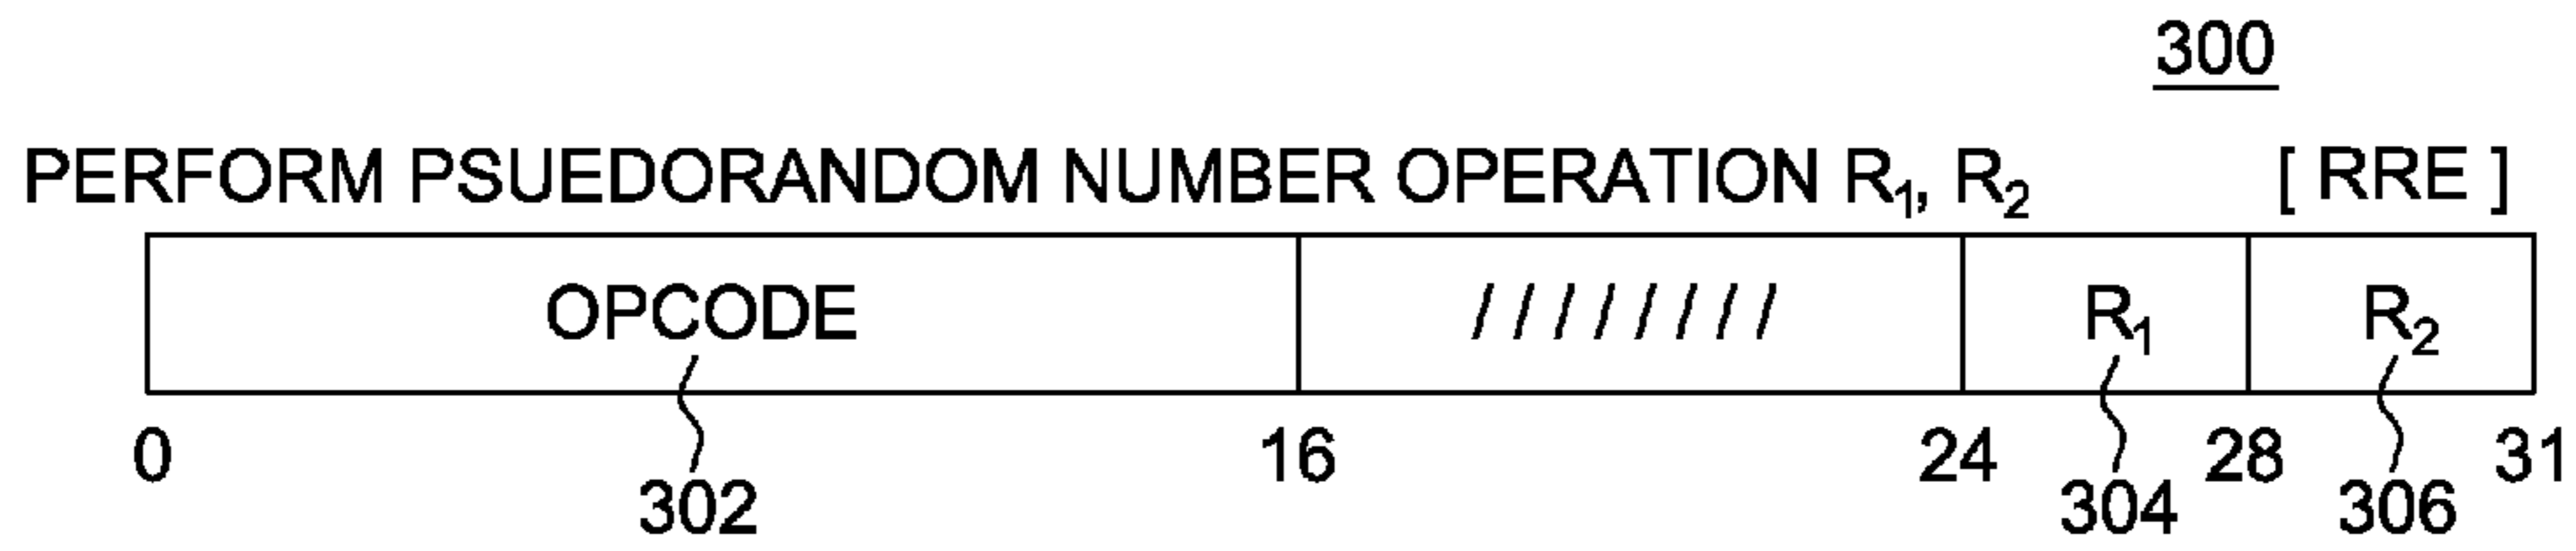 300
PERFORM PSUEDORANDOM NUMBER OPERATION R1, R2 [ RRE ]
OPCODE //////// R1 R2
0 16 24 28 31
302 304 306